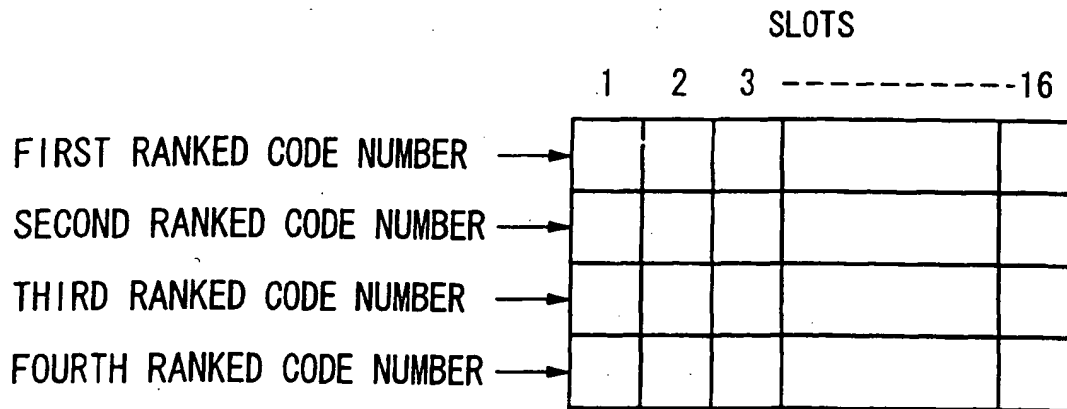 SLOTS
1 2 3 -----------16
FIRST RANKED CODE NUMBER
SECOND RANKED CODE NUMBER
THIRD RANKED CODE NUMBER
FOURTH RANKED CODE NUMBER